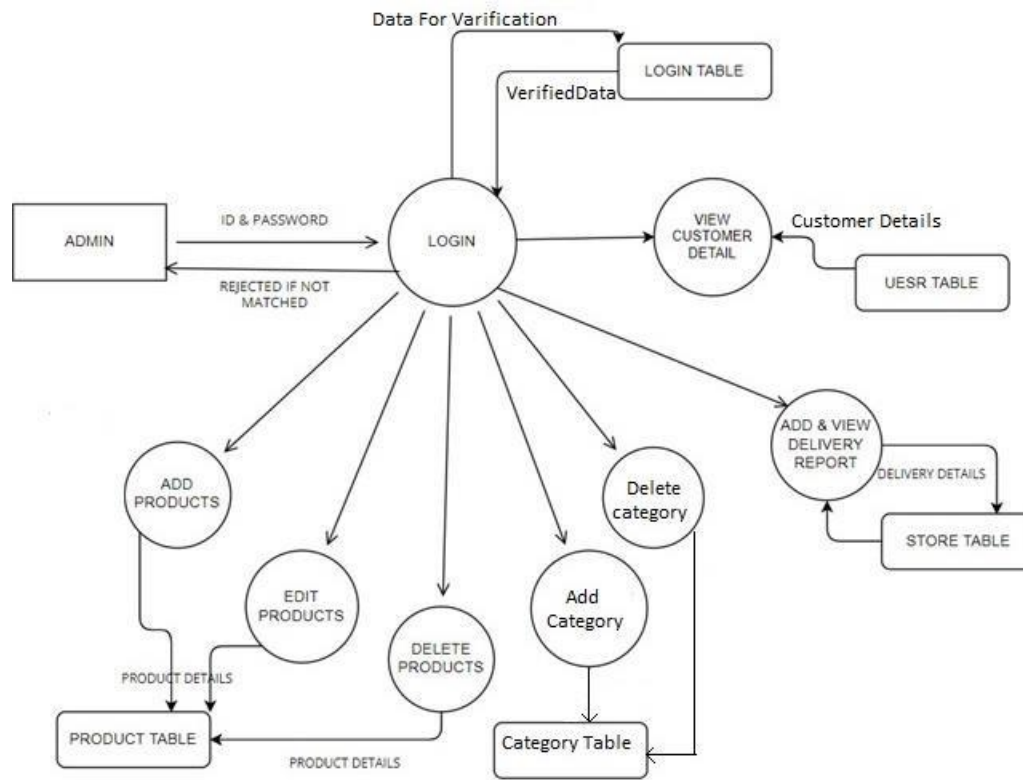 Data For Varification
LOGIN TABLE
VerifiedData
ADMIN
ID & PASSWORD
LOGIN
REJECTED IF NOT
MATCHED
VIEW
CUSTOMER
DETAIL
Customer Details
UESR TABLE
ADD & VIEW
DELIVERY
REPORT
DELIVERY DETAILS
STORE TABLE
ADD
PRODUCTS
Delete
category
EDIT
PRODUCTS
Add
Category
DELETE
PRODUCTS
PRODUCT DETAILS
PRODUCT TABLE
PRODUCT DETAILS
Category Table